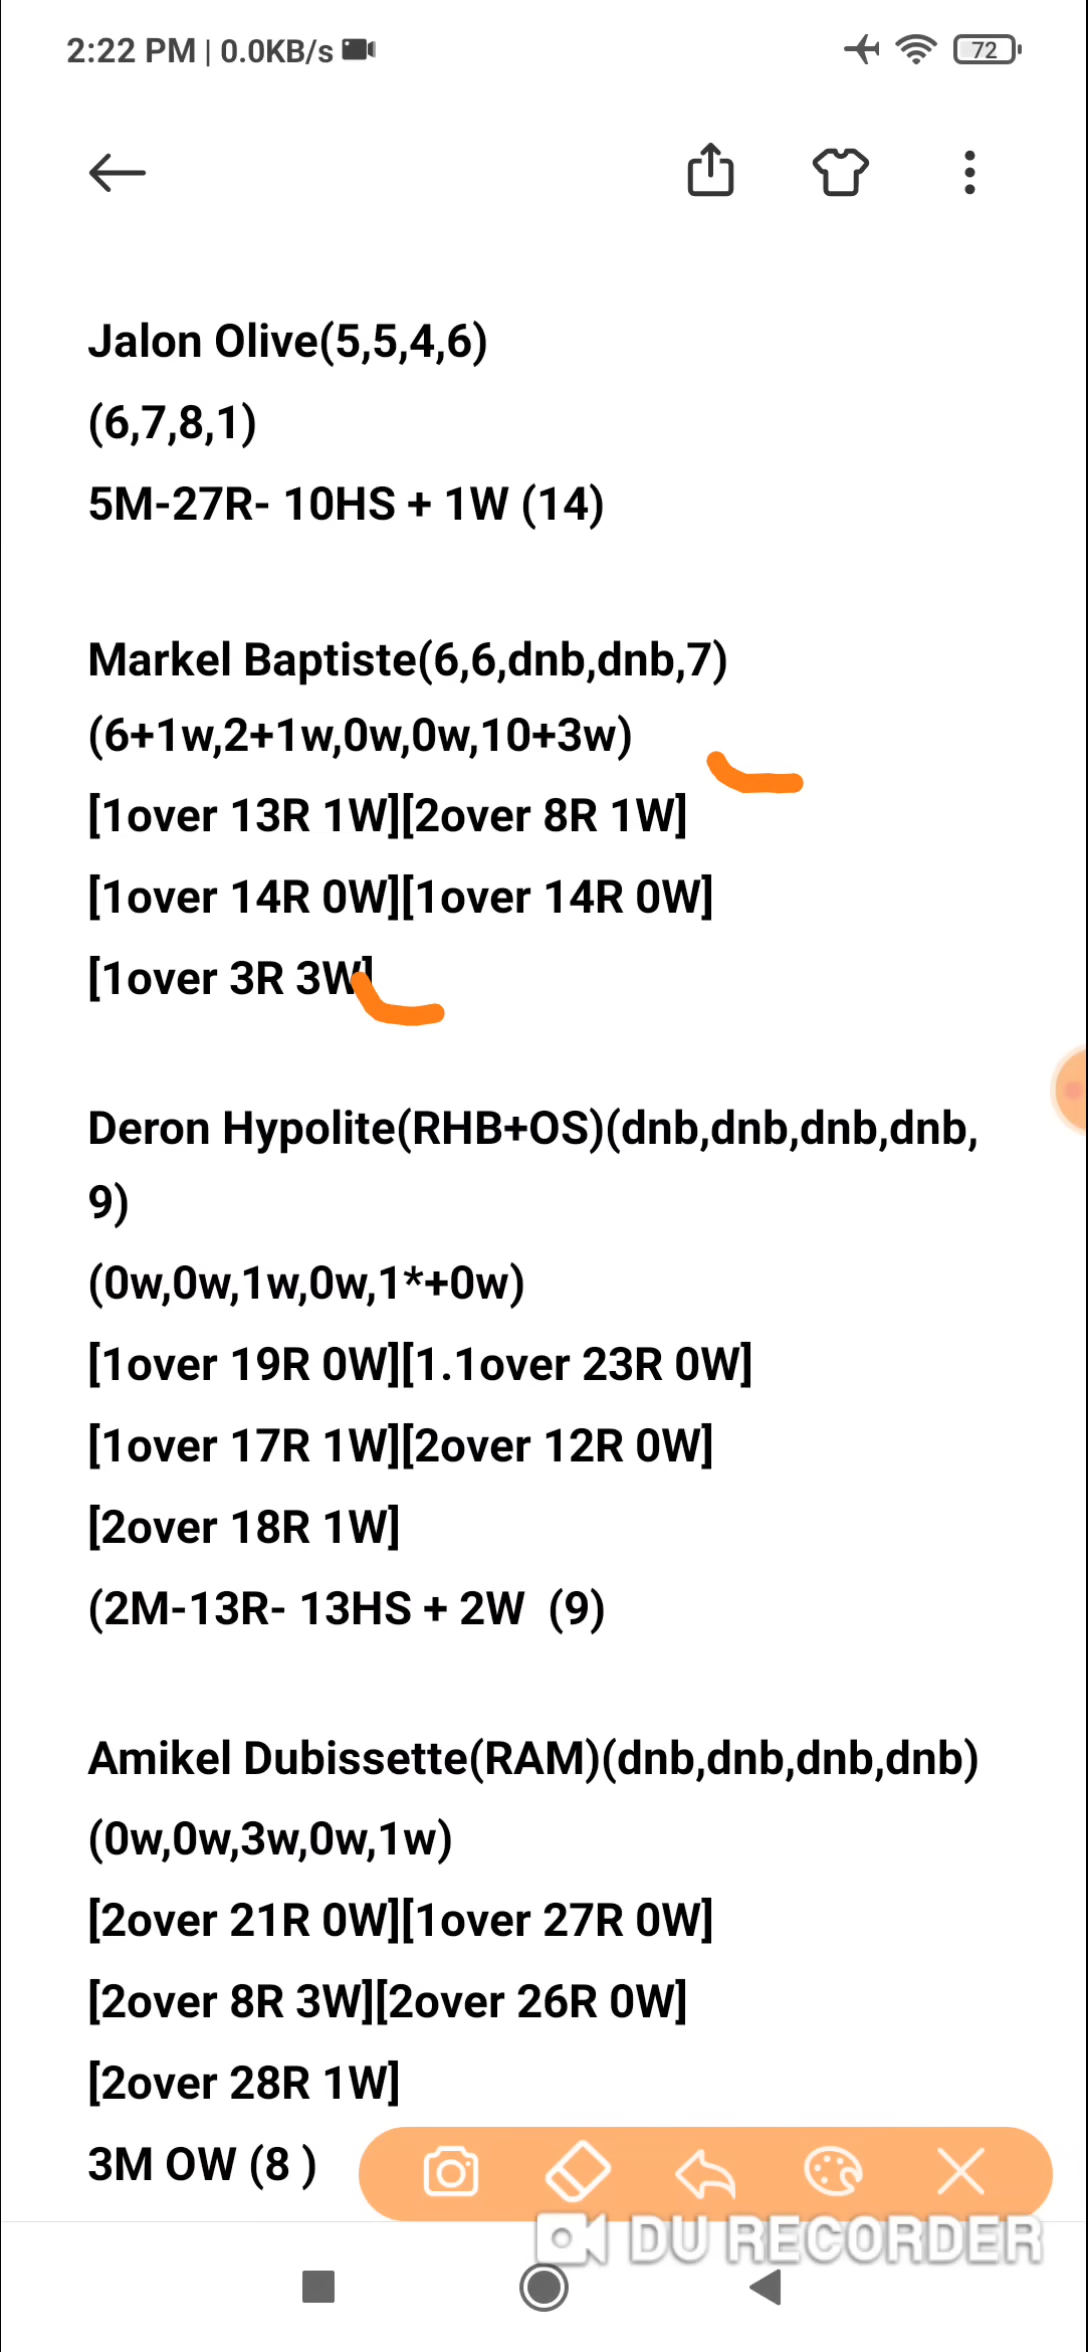 2:22 PM | 0.0KB/s
72
Jalon Olive(5,5,4,6)
(6,7,8,1)
5M-27R- 10HS + 1W (14)
Markel Baptiste(6,6,dnb,dnb,7)
(6+1w,2+1w,0w,0w,10+3w)
[1over 13R 1W][2over 8R 1W]
[1over 14R 0W][1over 14R 0W]
[1over 3R 3W]
Deron Hypolite(RHB+OS)(dnb,dnb,dnb,dnb,
9)
(0w,0w,1w,0w,1*+0w)
[1over 19R 0W][1.1over 23R 0W]
[1over 17R 1W][2over 12R 0W]
[2over 18R 1W]
(2M-13R- 13HS + 2W  (9)
Amikel Dubissette(RAM)(dnb,dnb,dnb,dnb)
(0w,0w,3w,0w,1w)
[2over 21R 0W][1over 27R 0W]
[2over 8R 3W][2over 26R 0W]
[2over 28R 1W]
3M OW (8 )
DU RECORDER